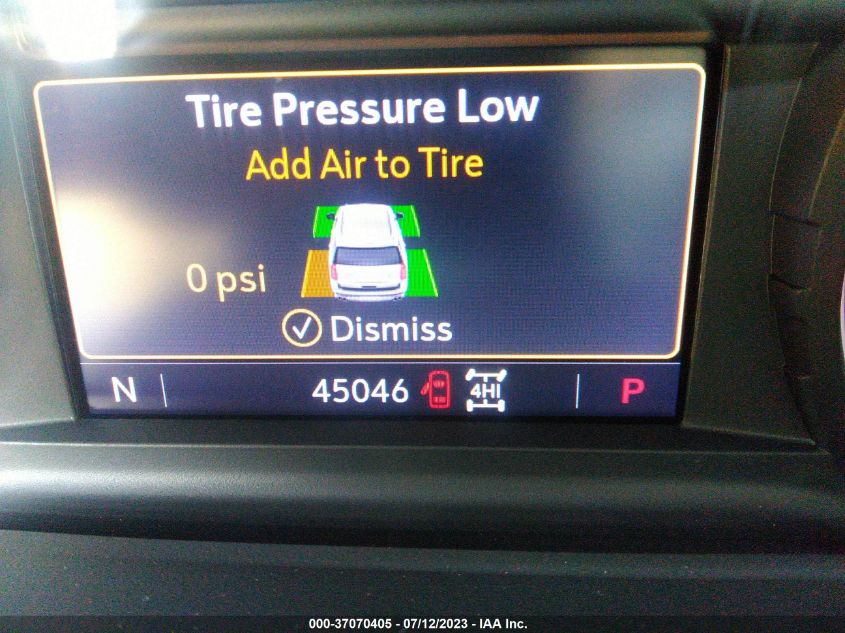 Tire Pressure Low
Add Air to Tire
0 psi
Dismiss
N 45046 4HI P
000-37070405 - 07/12/2023 - IAA Inc.